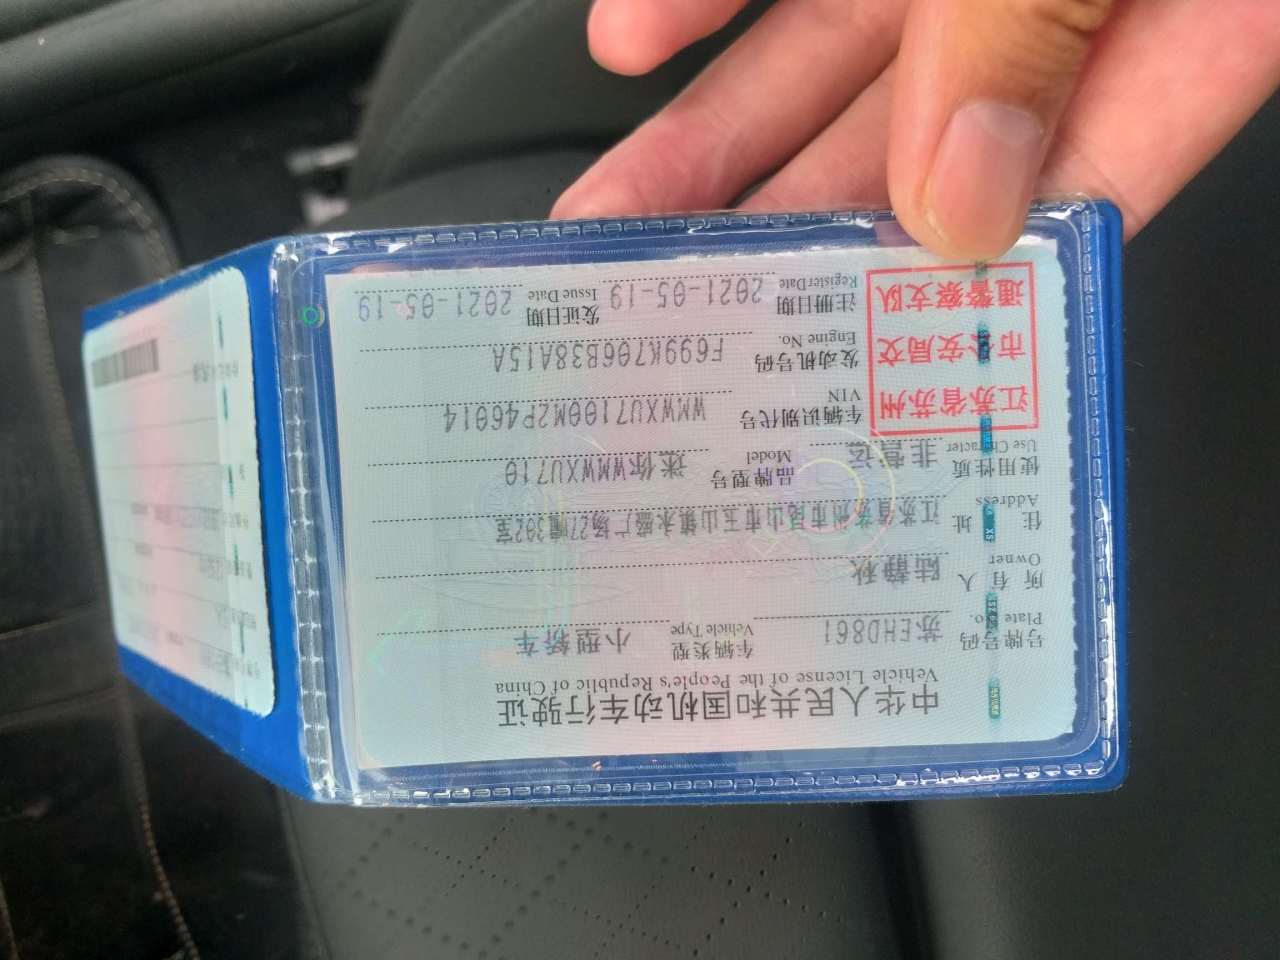 中华人民共和国机动车行驶证
Vehicle License of the People's Republic of China
号牌号码 苏EHD861 车辆类型 小型轿车
Plate No. Vehicle Type
所有人 陆静秋
Owner
住址 江苏省苏州市昆山市玉山镇永盛广场27幢302室
Address
使用性质 非营运 品牌型号 迷你WMWXU710
Use Character Model
江苏省苏州
市公安局交
通警察支队
车辆识别代号 WMWXU7100M2P46014
VIN
发动机号码 F699K706B38A15A
Engine No.
注册日期 2021-05-19 发证日期 2021-05-19
Register Date Issue Date